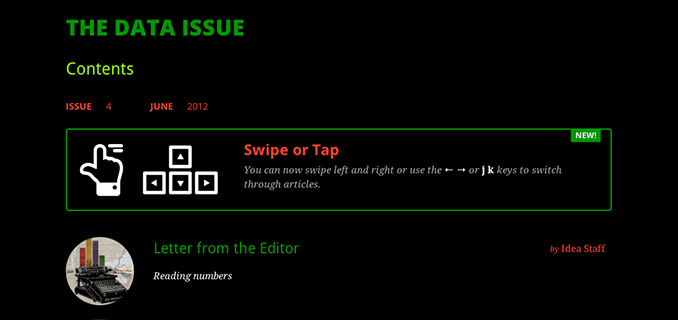 THE DATA ISSUE
Contents
ISSUE 4 JUNE 2012
NEW!
Swipe or Tap
You can now swipe left and right or use the ← → or j k keys to switch
through articles.
Letter from the Editor
by Idea Staff
Reading numbers